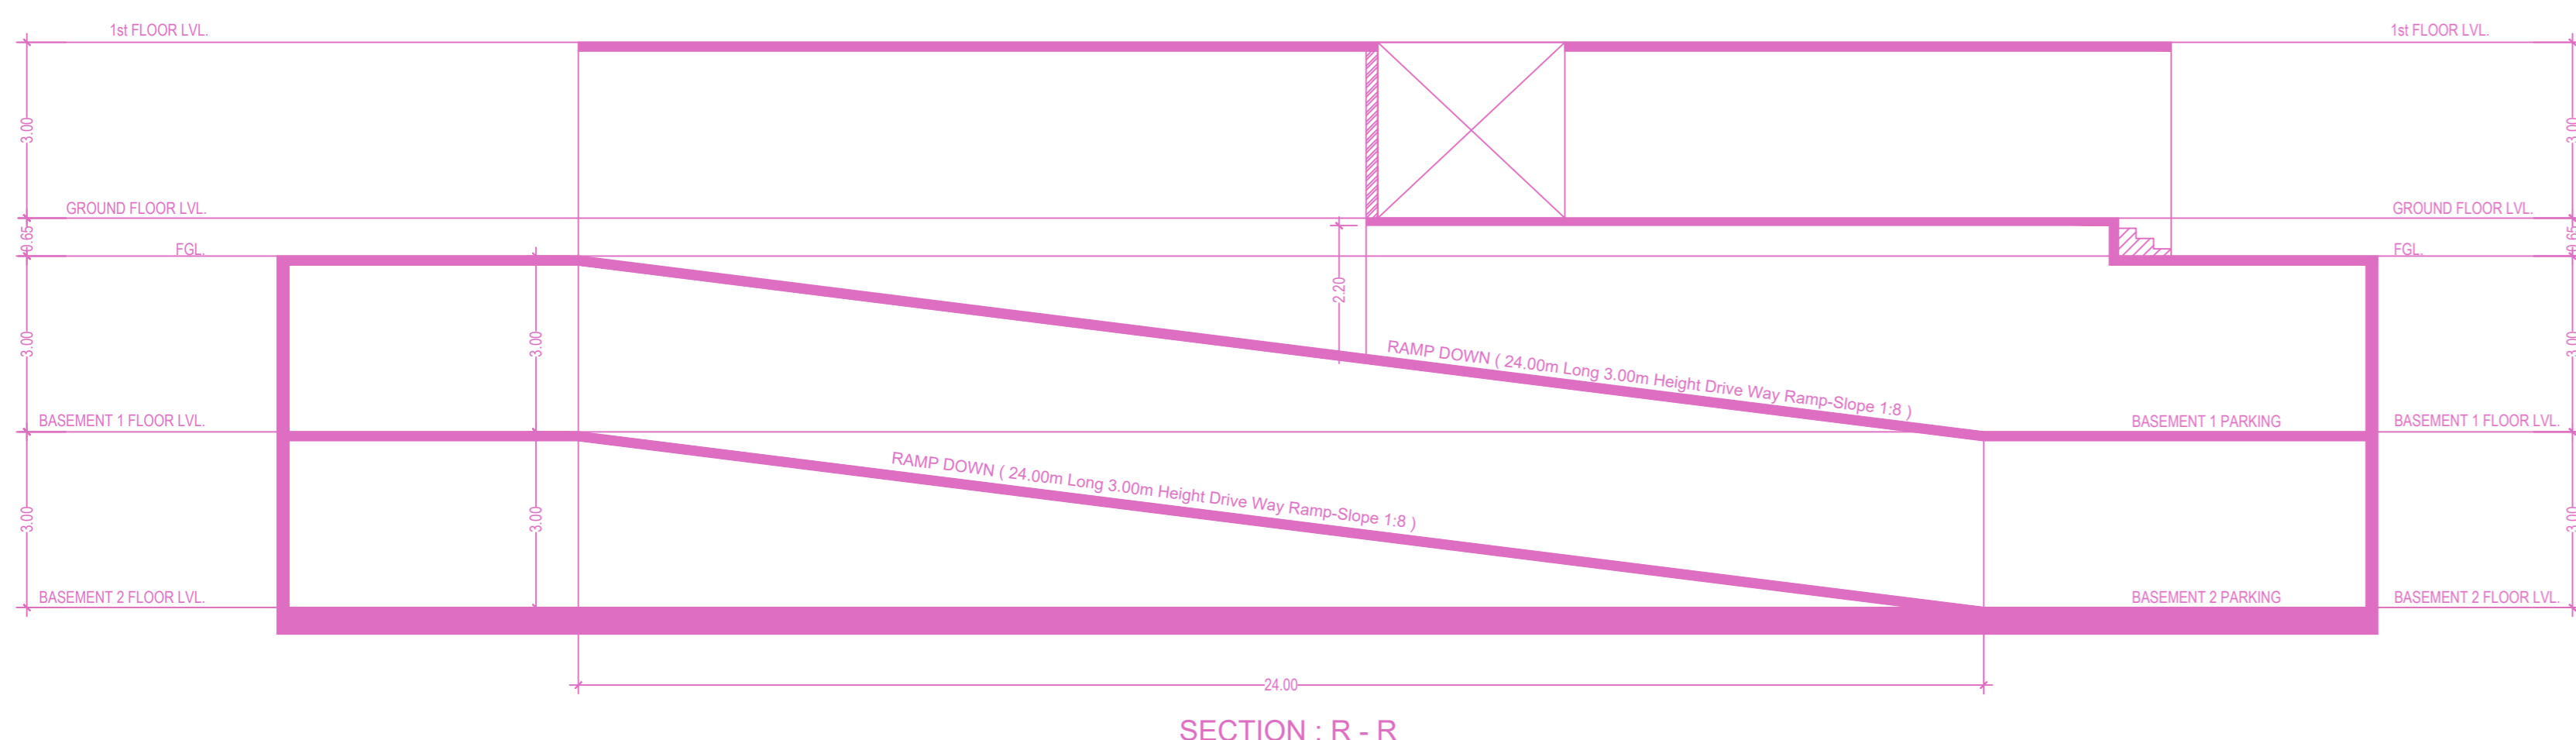 1st FLOOR LVL.
1st FLOOR LVL.
3.00
3.00
GROUND FLOOR LVL.
GROUND FLOOR LVL.
0.65
0.65
FGL.
FGL.
2.20
3.00
3.00
3.00
RAMP DOWN ( 24.00m Long 3.00m Height Drive Way Ramp-Slope 1:8 )
BASEMENT 1 FLOOR LVL.
BASEMENT 1 PARKING
BASEMENT 1 FLOOR LVL.
RAMP DOWN ( 24.00m Long 3.00m Height Drive Way Ramp-Slope 1:8 )
3.00
3.00
3.00
BASEMENT 2 FLOOR LVL.
BASEMENT 2 PARKING
BASEMENT 2 FLOOR LVL.
24.00
SECTION : R - R